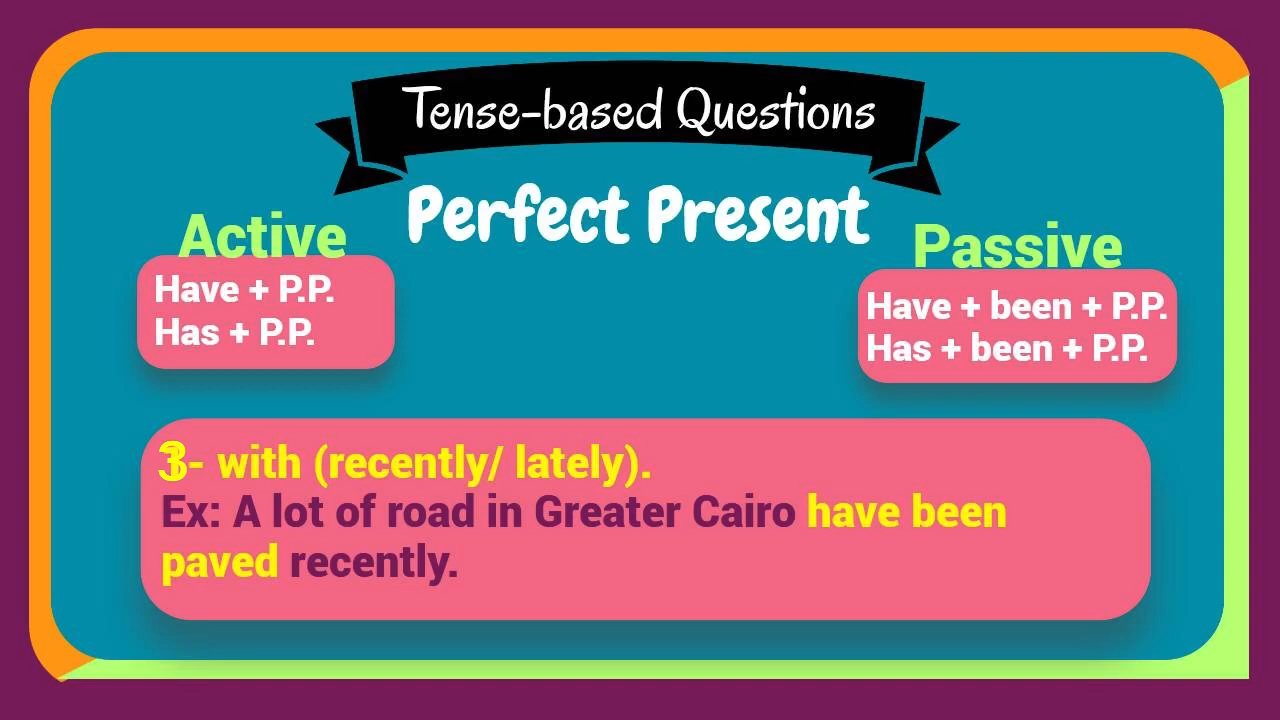 Tense-based Questions
Perfect Present
Active
Have + P.P.
Has + P.P.
Passive
Have + been + P.P.
Has + been + P.P.
3- with (recently/ lately).
Ex: A lot of road in Greater Cairo have been
paved recently.